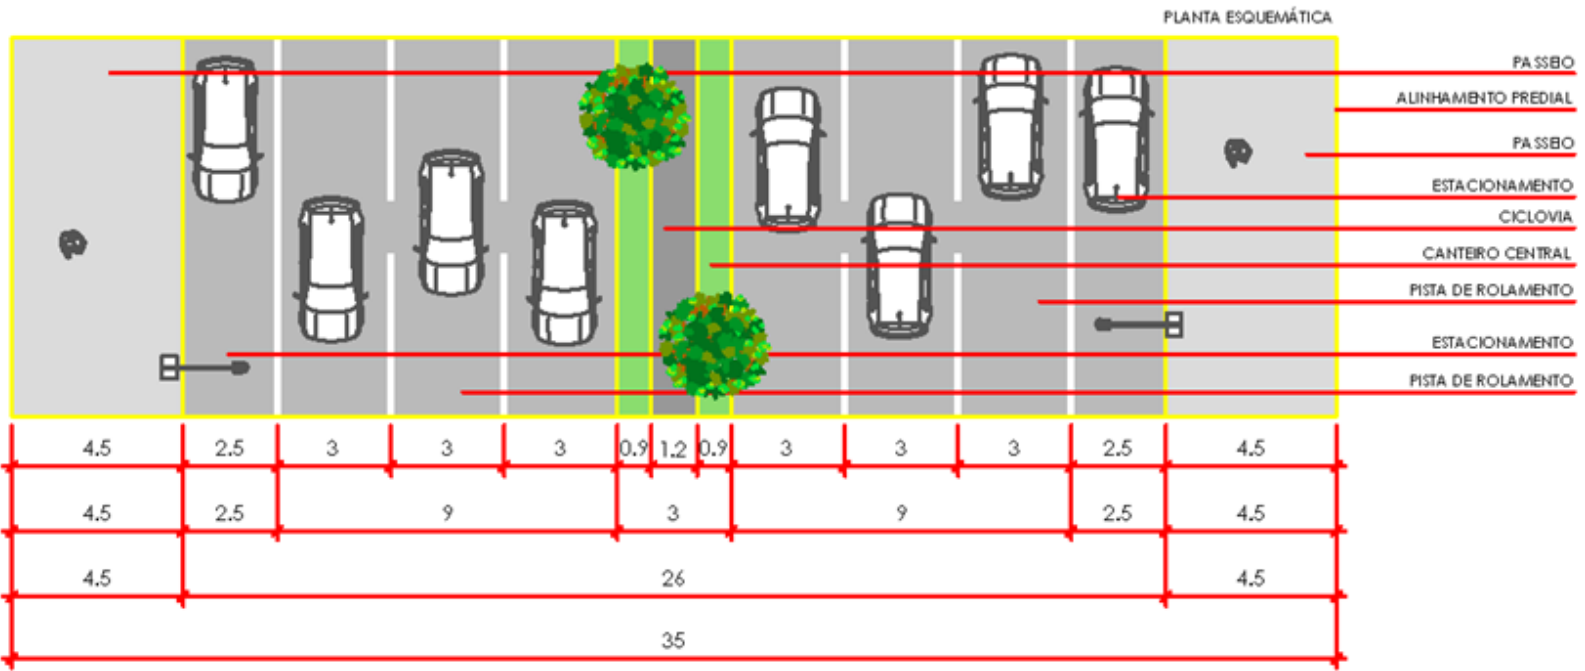 PLANTA ESQUEMÁTICA
PASSEIO
ALINHAMENTO PREDIAL
PASSEIO
ESTACIONAMENTO
CICLOVIA
CANTEIRO CENTRAL
PISTA DE ROLAMENTO
ESTACIONAMENTO
PISTA DE ROLAMENTO
4.5 2.5 3 3 3 0.9 1.2 0.9 3 3 3 2.5 4.5
4.5 2.5 9 3 9 2.5 4.5
4.5 26 4.5
35